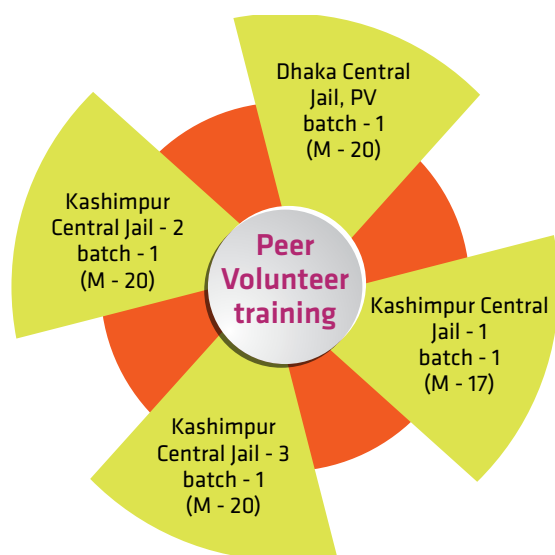 Dhaka Central
Jail, PV
batch - 1
(M - 20)
Kashimpur
Central Jail - 2
batch - 1
(M - 20)
Peer
Volunteer
training
Kashimpur Central
Jail - 1
batch - 1
(M - 17)
Kashimpur
Central Jail - 3
batch - 1
(M - 20)